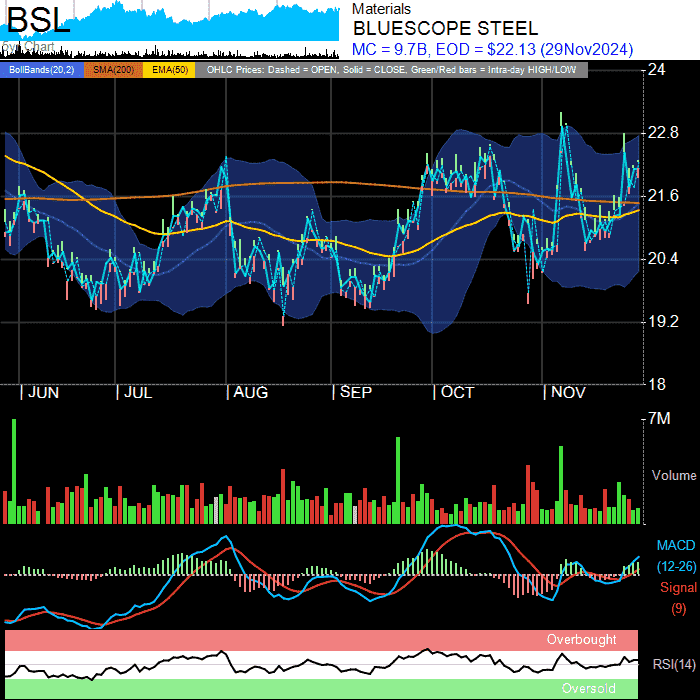 BSL
Materials
BLUESCOPE STEEL
MC = 9.7B, EOD = $22.13 (29Nov2024)
Chart
BollBands(20,2) SMA(200) EMA(50) OHLC Prices: Dashed = OPEN, Solid = CLOSE, Green/Red bars = Intra-day HIGH/LOW
24
22.8
21.6
20.4
19.2
18
| JUN | JUL | AUG | SEP | OCT | NOV
7M
Volume
MACD
(12-26)
Signal
(9)
Overbought
RSI(14)
Oversold